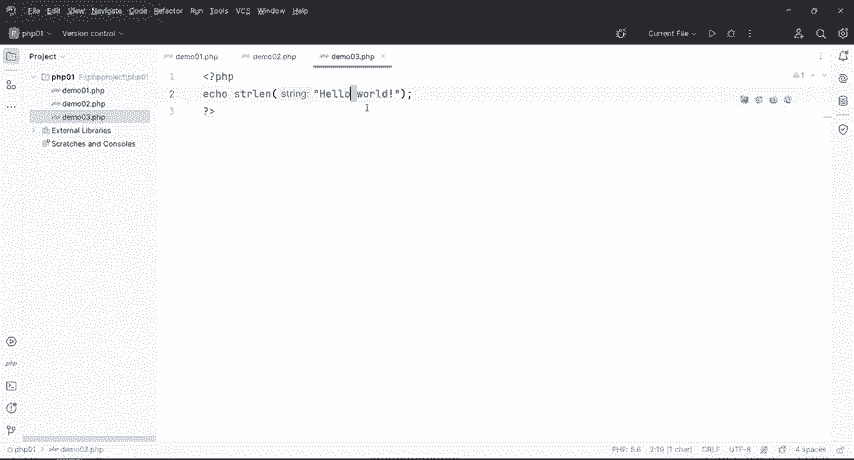 File Edit View Navigate Code Refactor Run Tools VCS Window Help
P php01 Version control Current File
Project demo01.php demo02.php demo03.php
php01 F:\phpproject\php01
demo01.php
demo02.php
demo03.php
External Libraries
Scratches and Consoles
1 <?php
2 echo strlen( string: "Hello world!");
3 ?>
1
php
php01 > demo03.php PHP: 5.6 2:19 (1 char) CRLF UTF-8 4 spaces